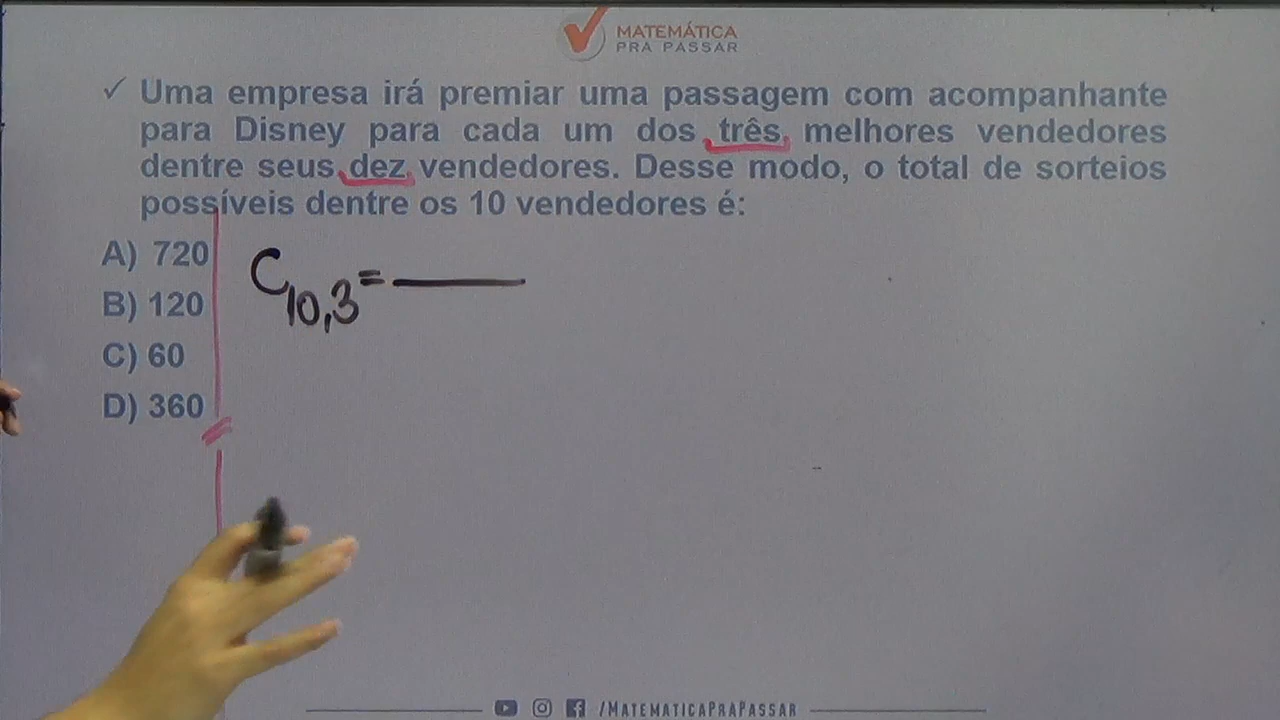 MATEMÁTICA
PRA PASSAR
✓ Uma empresa irá premiar uma passagem com acompanhante
para Disney para cada um dos três melhores vendedores
dentre seus dez vendedores. Desse modo, o total de sorteios
possíveis dentre os 10 vendedores é:
A) 720
B) 120
C) 60
D) 360
C10,3 =
/MATEMATICAPRAPASSAR